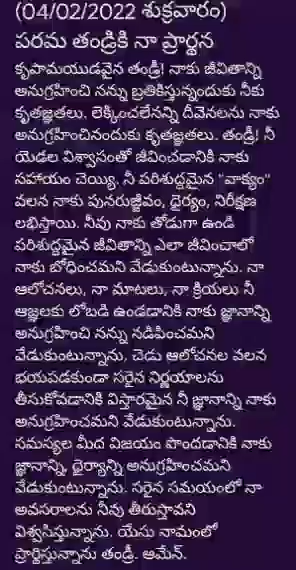 (04/02/2022 శుక్రవారం)
పరమ తండ్రికి నా ప్రార్థన
కృపామయుడవైన తండ్రీ! నాకు జీవితాన్ని
అనుగ్రహించి నన్ను బ్రతికిస్తున్నందుకు నీకు
కృతజ్ఞతలు, లెక్కించలేనన్ని దీవెనలను నాకు
అనుగ్రహించినందుకు కృతజ్ఞతలు. తండ్రీ! నీ
యెడల విశ్వాసంతో జీవించడానికి నాకు
సహాయం చెయ్యి, నీ పరిశుద్ధమైన "వాక్యం"
వలన నాకు పునరుజ్జీవం, ధైర్యం, నిరీక్షణ
లభిస్తాయి. నీవు నాకు తోడుగా ఉండి
పరిశుద్ధమైన జీవితాన్ని ఎలా జీవించాలో
నాకు బోధించమని వేడుకుంటున్నాను. నా
ఆలోచనలు, నా మాటలు, నా క్రియలు నీ
ఆజ్ఞలకు లోబడి ఉండడానికి నాకు జ్ఞానాన్ని
అనుగ్రహించి నన్ను నడిపించమని
వేడుకుంటున్నాను, చెడు ఆలోచనల వలన
భయపడకుండా సరైన నిర్ణయాలను
తీసుకోవడానికి విస్తారమైన నీ జ్ఞానాన్ని నాకు
అనుగ్రహించమని వేడుకుంటున్నాను.
సమస్యల మీద విజయం పొందడానికి నాకు
జ్ఞానాన్ని, ధైర్యాన్ని అనుగ్రహించమని
వేడుకుంటున్నాను. సరైన సమయంలో నా
అవసరాలను నీవు తీరుస్తావని
విశ్వసిస్తున్నాను. యేసు నామంలో
ప్రార్థిస్తున్నాను తండ్రీ. ఆమేన్.